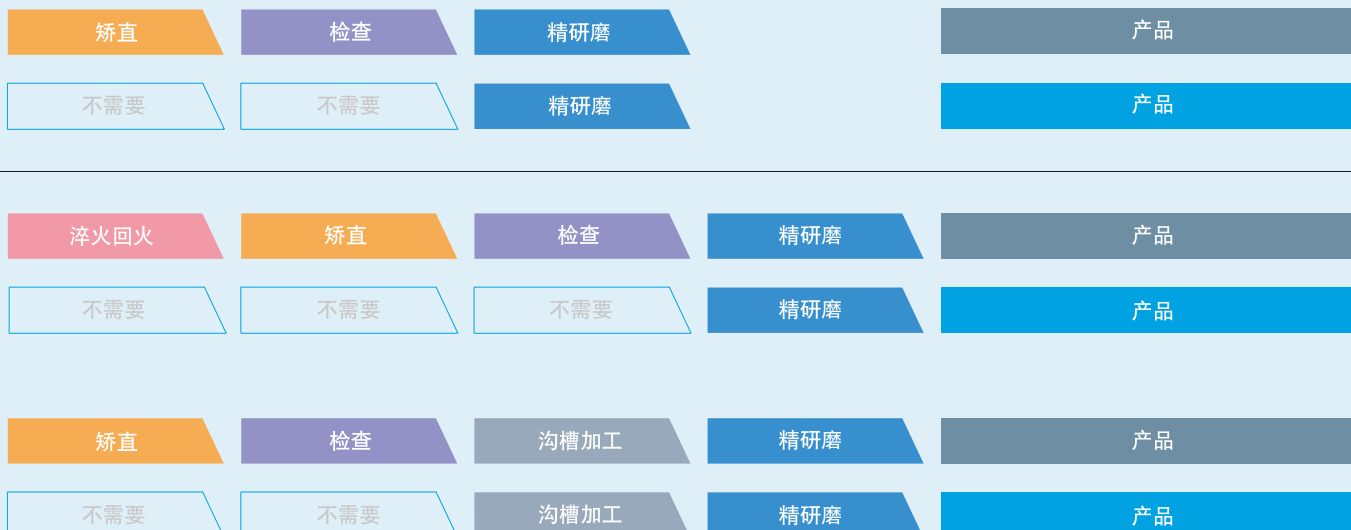 矫直 检查 精研磨 产品
不需要 不需要 精研磨 产品
淬火回火 矫直 检查 精研磨 产品
不需要 不需要 不需要 精研磨 产品
矫直 检查 沟槽加工 精研磨 产品
不需要 不需要 沟槽加工 精研磨 产品